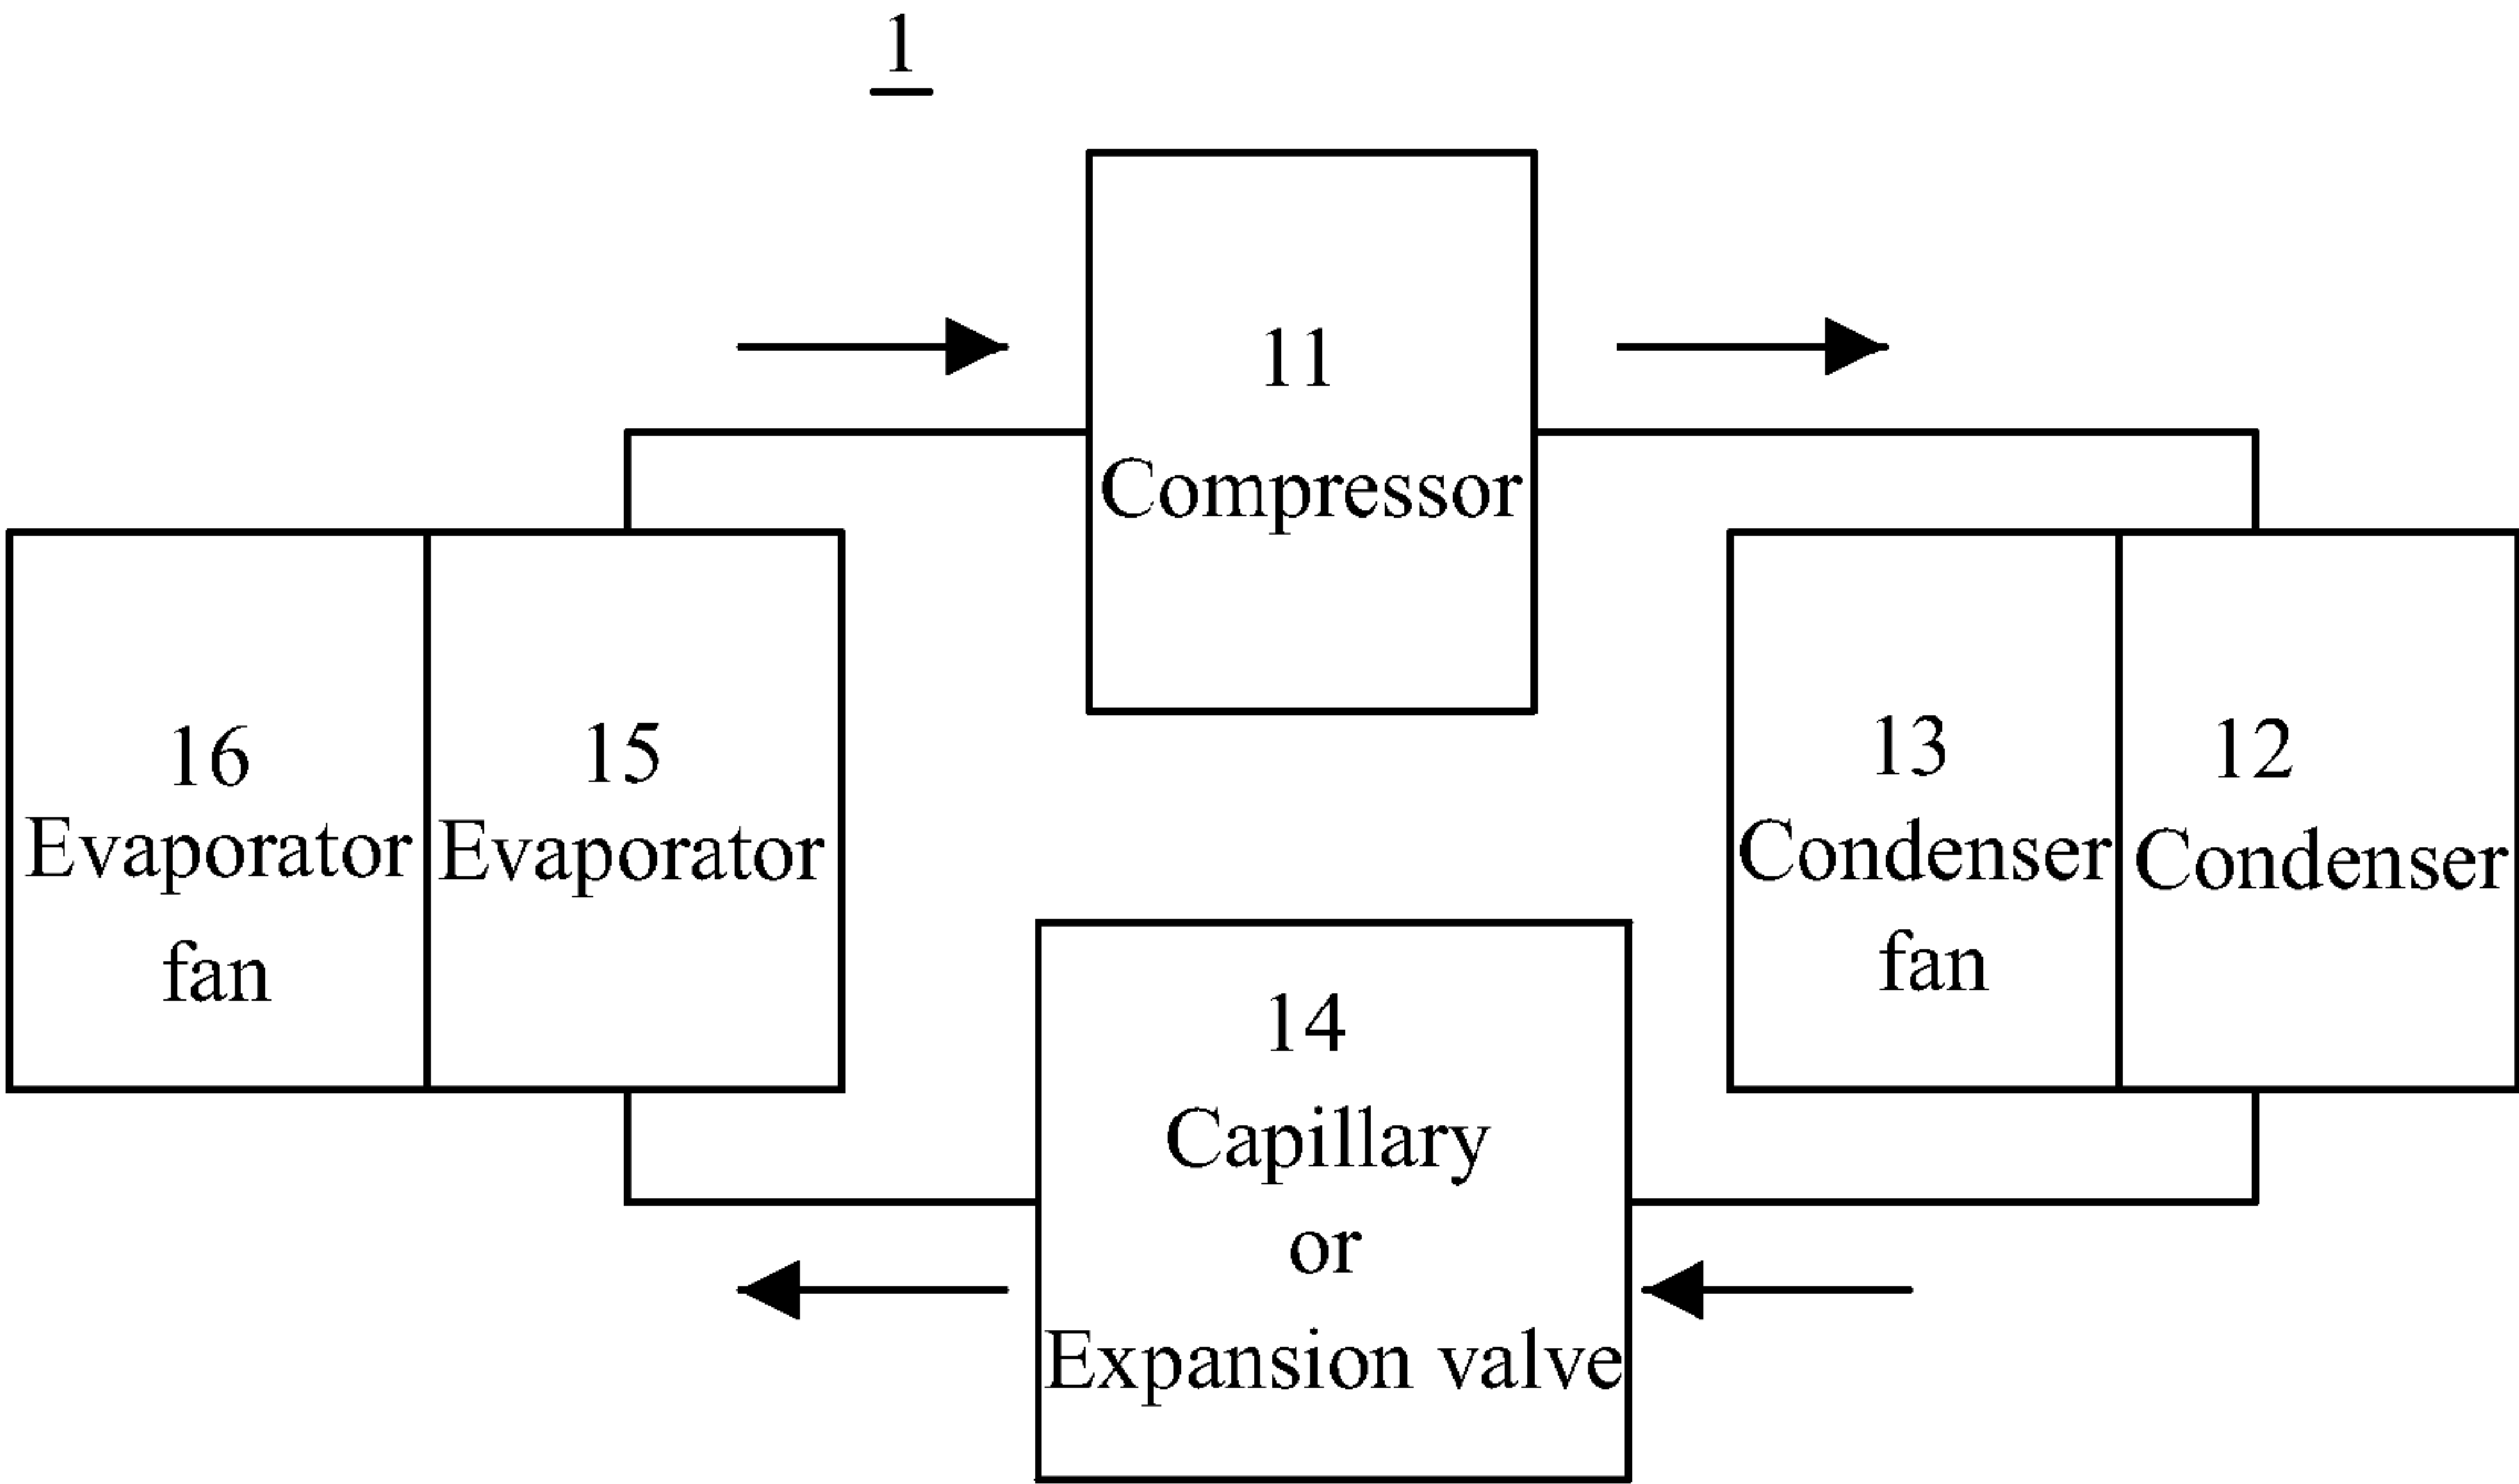 1
11
Compressor
16
Evaporator
fan
15
Evaporator
13
Condenser
fan
12
Condenser
14
Capillary
or
Expansion valve